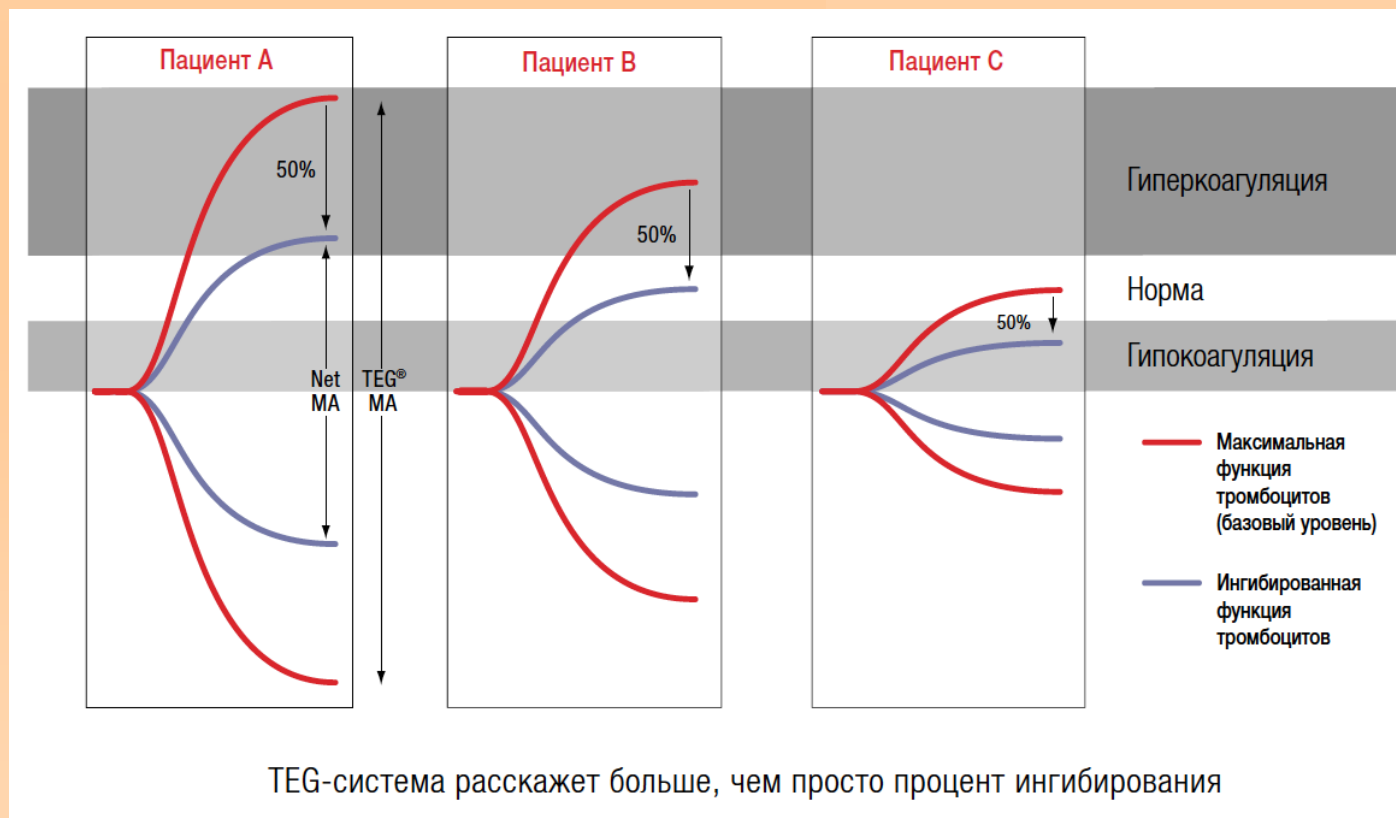 Пациент А
Пациент В
Пациент С
50%
50%
50%
Net
MA
TEG®
MA
Гиперкоагуляция
Норма
Гипокоагуляция
Максимальная
функция
тромбоцитов
(базовый уровень)
Ингибированная
функция
тромбоцитов
TEG-система расскажет больше, чем просто процент ингибирования